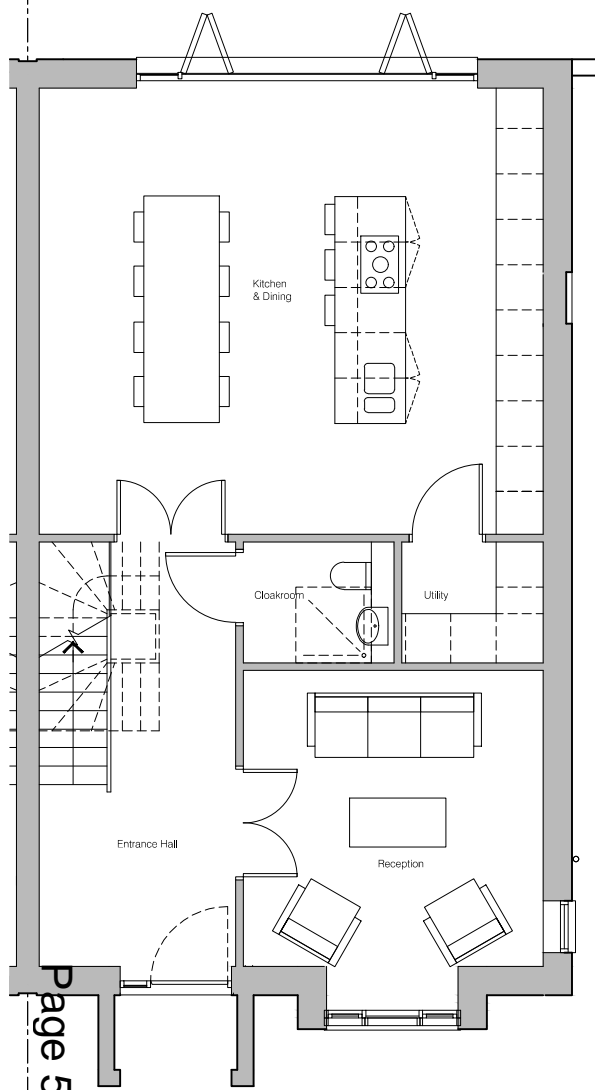 Kitchen
& Dining
Cloakroom
Utility
Entrance Hall
Reception
Page 5